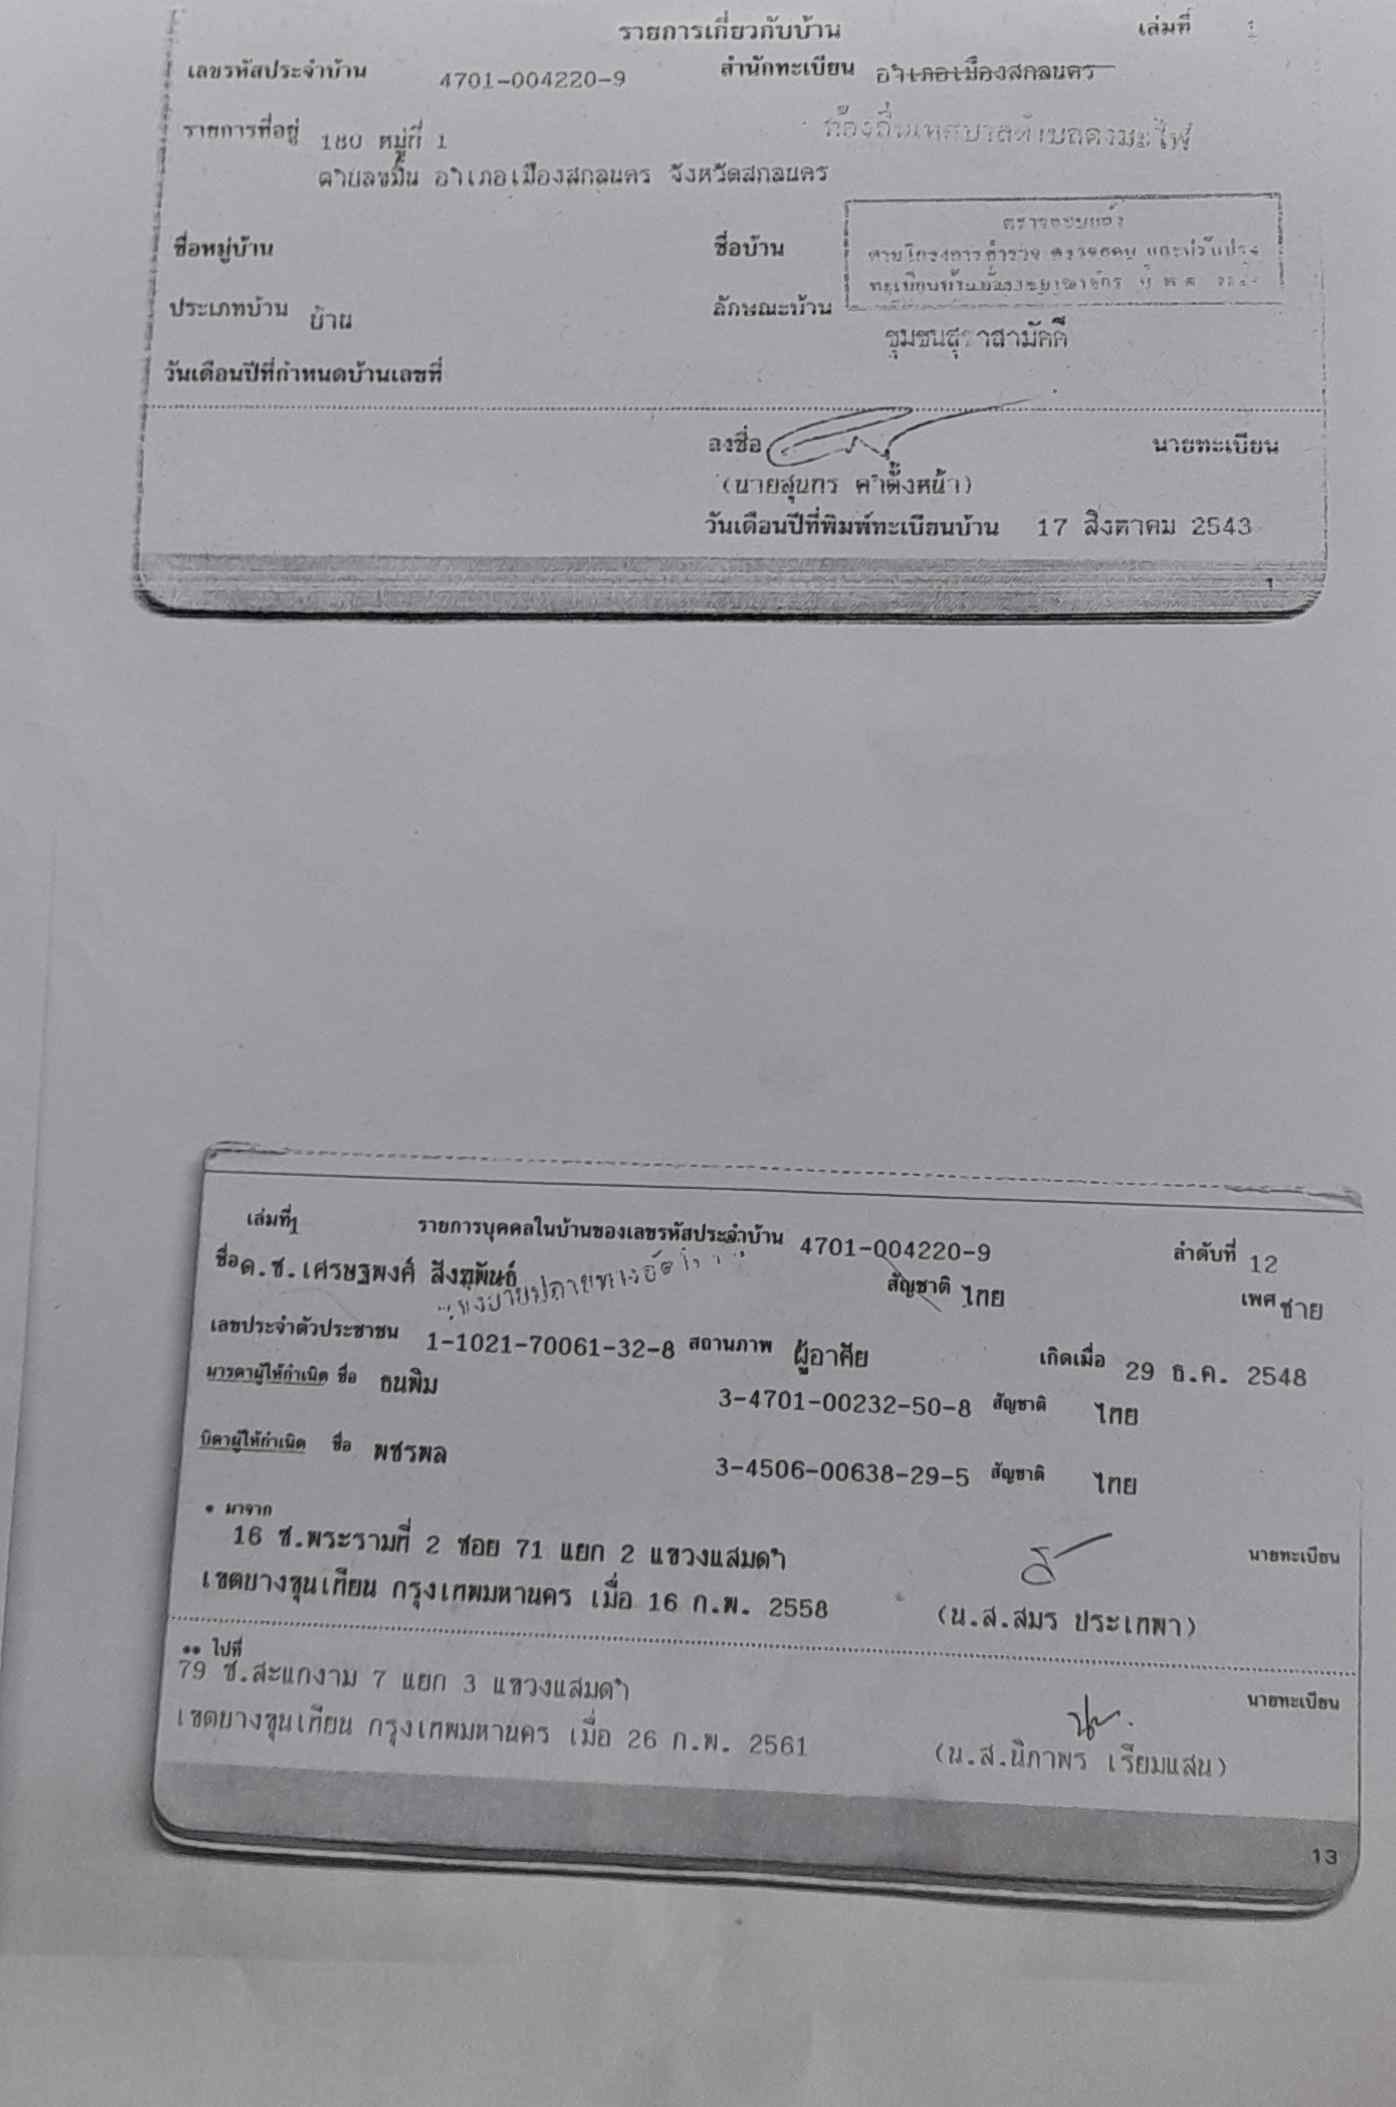 รายการเกี่ยวกับบ้าน เล่มที่ 1
เลขรหัสประจำบ้าน 4701-004220-9 สำนักทะเบียน อำเภอเมืองสกลนคร
รายการที่อยู่ 180 หมู่ที่ 1 ท้องถิ่นเทศบาลตำบลดงมะไฟ
ตำบลขมิ้น อำเภอเมืองสกลนคร จังหวัดสกลนคร
ตรวจสอบแล้ว
ชื่อหมู่บ้าน ชื่อบ้าน
ตามโครงการสำรวจ ตรวจสอบ และปรับปรุง
ประเภทบ้าน บ้าน ลักษณะบ้าน
ชุมชนสุราสามัคคี
วันเดือนปีที่กำหนดบ้านเลขที่
ลงชื่อ นายทะเบียน
(นายสุนทร คำตั้งหน้า)
วันเดือนปีที่พิมพ์ทะเบียนบ้าน 17 สิงหาคม 2543
1
เล่มที่ 1 รายการบุคคลในบ้านของเลขรหัสประจำบ้าน 4701-004220-9 ลำดับที่ 12
ชื่อ ด.ช.เศรษฐพงศ์ สิงฑุพันธ์ สัญชาติ ไทย เพศ ชาย
เลขประจำตัวประชาชน 1-1021-70061-32-8 สถานภาพ ผู้อาศัย เกิดเมื่อ 29 ธ.ค. 2548
มารดาผู้ให้กำเนิด ชื่อ ธนพิม 3-4701-00232-50-8 สัญชาติ ไทย
บิดาผู้ให้กำเนิด ชื่อ พชรพล 3-4506-00638-29-5 สัญชาติ ไทย
* มาจาก
16 ซ.พระรามที่ 2 ซอย 71 แยก 2 แขวงแสมดำ นายทะเบียน
เขตบางขุนเทียน กรุงเทพมหานคร เมื่อ 16 ก.พ. 2558 (น.ส.สมร ประเทพา)
** ไปที่
79 ซ.สะแกงาม 7 แยก 3 แขวงแสมดำ นายทะเบียน
เขตบางขุนเทียน กรุงเทพมหานคร เมื่อ 26 ก.พ. 2561 (น.ส.นิภาพร เรียมแสน)
13